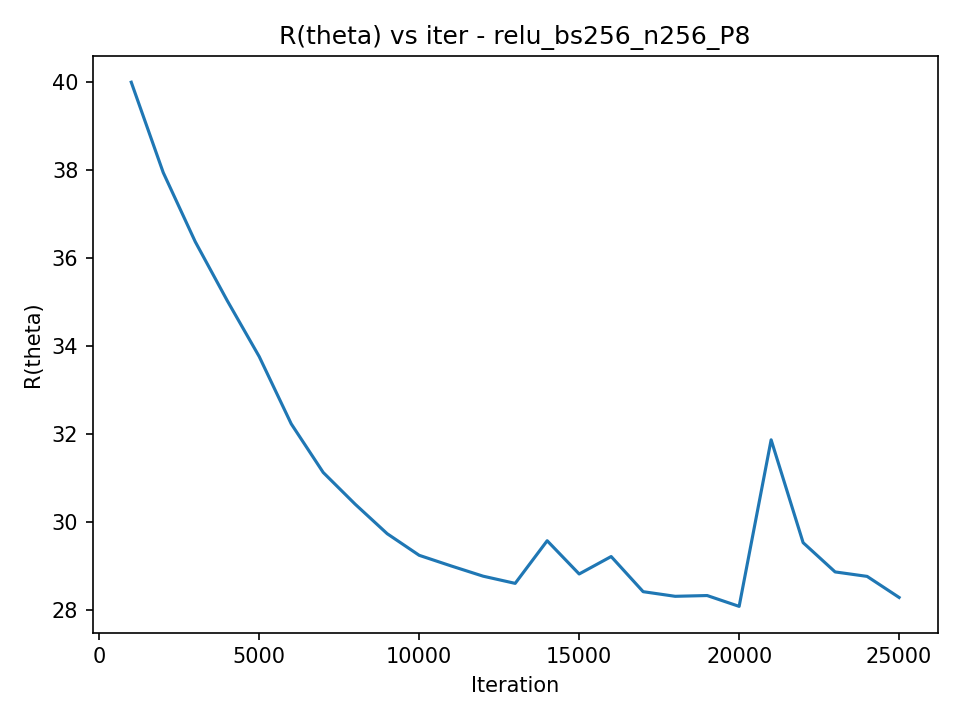 R(theta) vs iter - relu_bs256_n256_P8
40
38
36
34
32
30
28
R(theta)
0 5000 10000 15000 20000 25000
Iteration